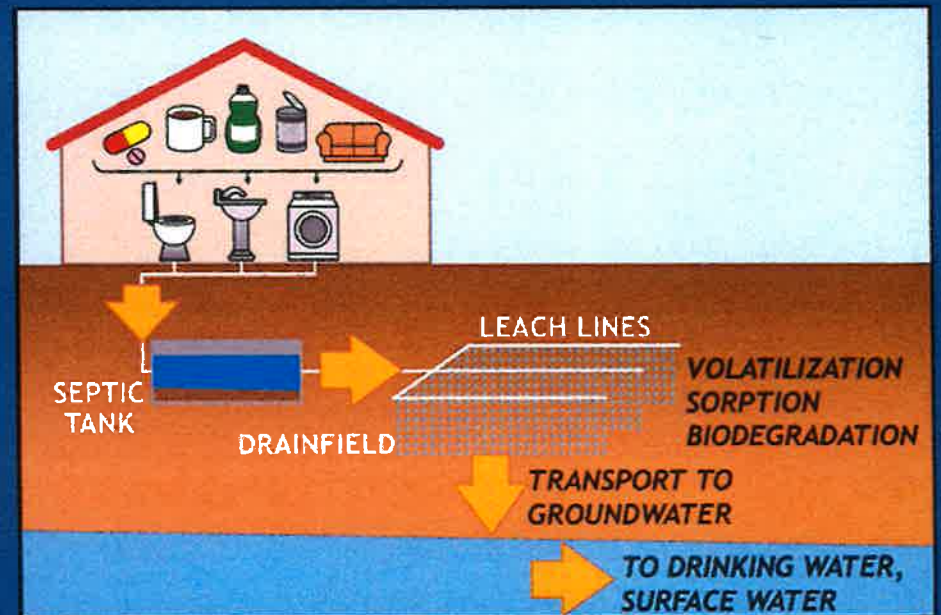 LEACH LINES
SEPTIC
TANK
DRAINFIELD
VOLATILIZATION
SORPTION
BIODEGRADATION
TRANSPORT TO
GROUNDWATER
TO DRINKING WATER,
SURFACE WATER